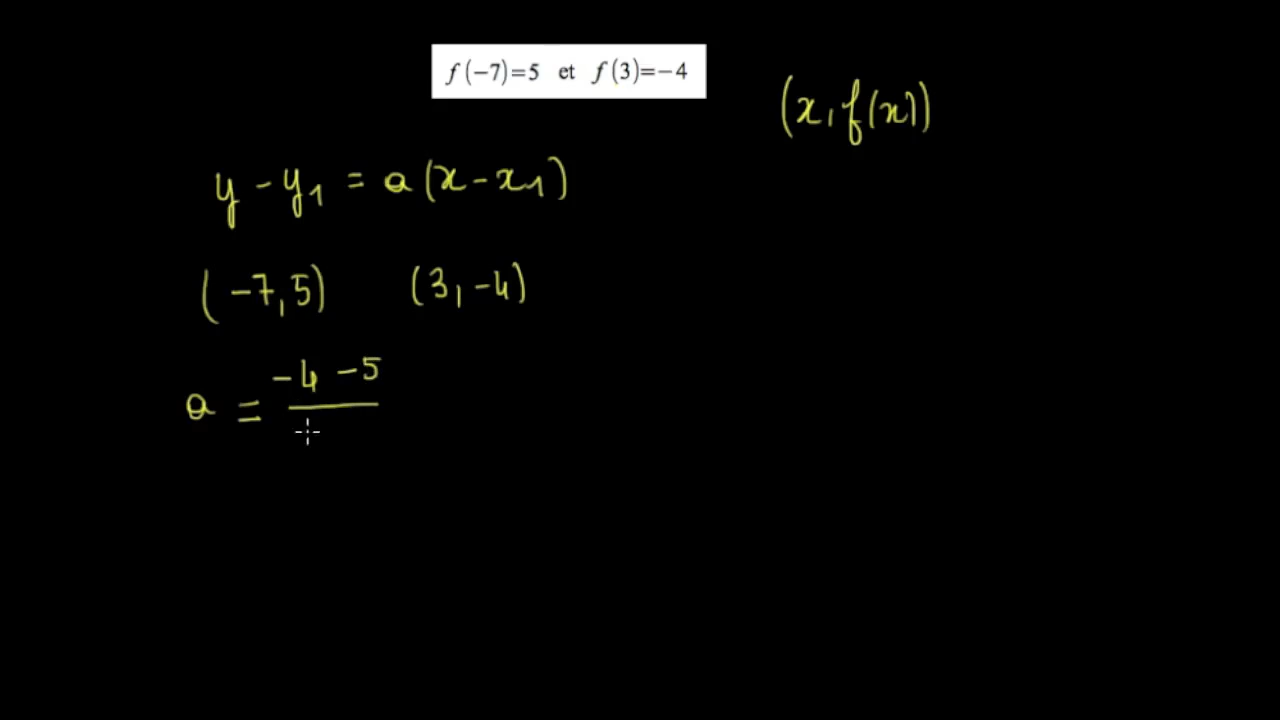 f(−7)=5 et f(3)=−4
(x, f(x))
y - y1 = a(x - x1)
(-7, 5) (3, -4)
-4 -5
a =